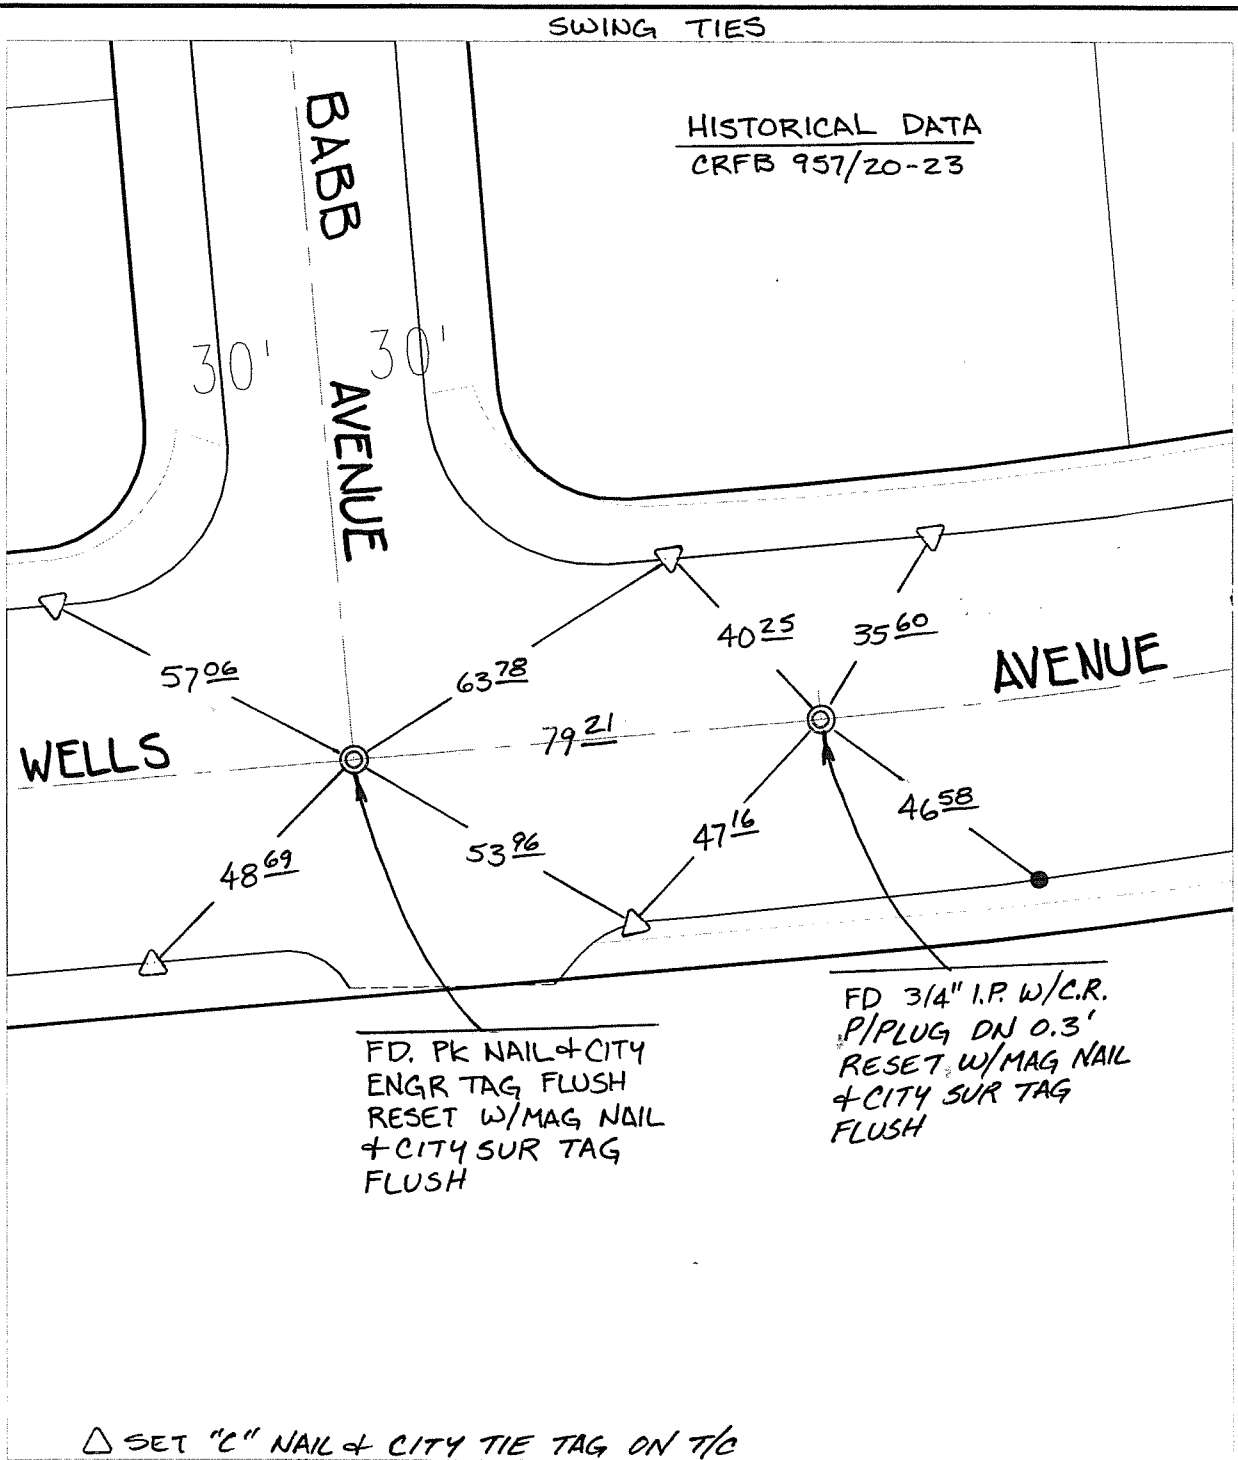 SWING TIES
HISTORICAL DATA
CRFB 957/20-23
BABB
AVENUE
30'
30'
WELLS
AVENUE
57 06
63 78
40 25
35 60
79 21
48 69
53 96
47 16
46 58
FD. PK NAIL & CITY
ENGR TAG FLUSH
RESET W/MAG NAIL
& CITY SUR TAG
FLUSH
FD 3/4" I.P. W/C.R.
P/PLUG DN 0.3'
RESET W/MAG NAIL
& CITY SUR TAG
FLUSH
△ SET "C" NAIL & CITY TIE TAG ON T/C